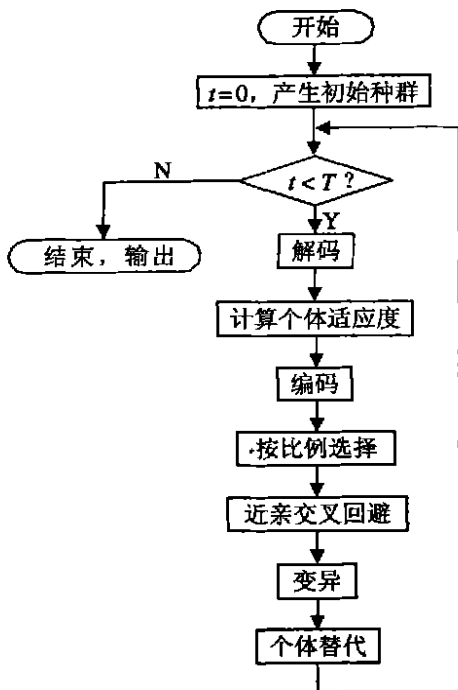 开始
t=0，产生初始种群
t < T ?
N
Y
结束，输出
解码
计算个体适应度
编码
按比例选择
近亲交叉回避
变异
个体替代